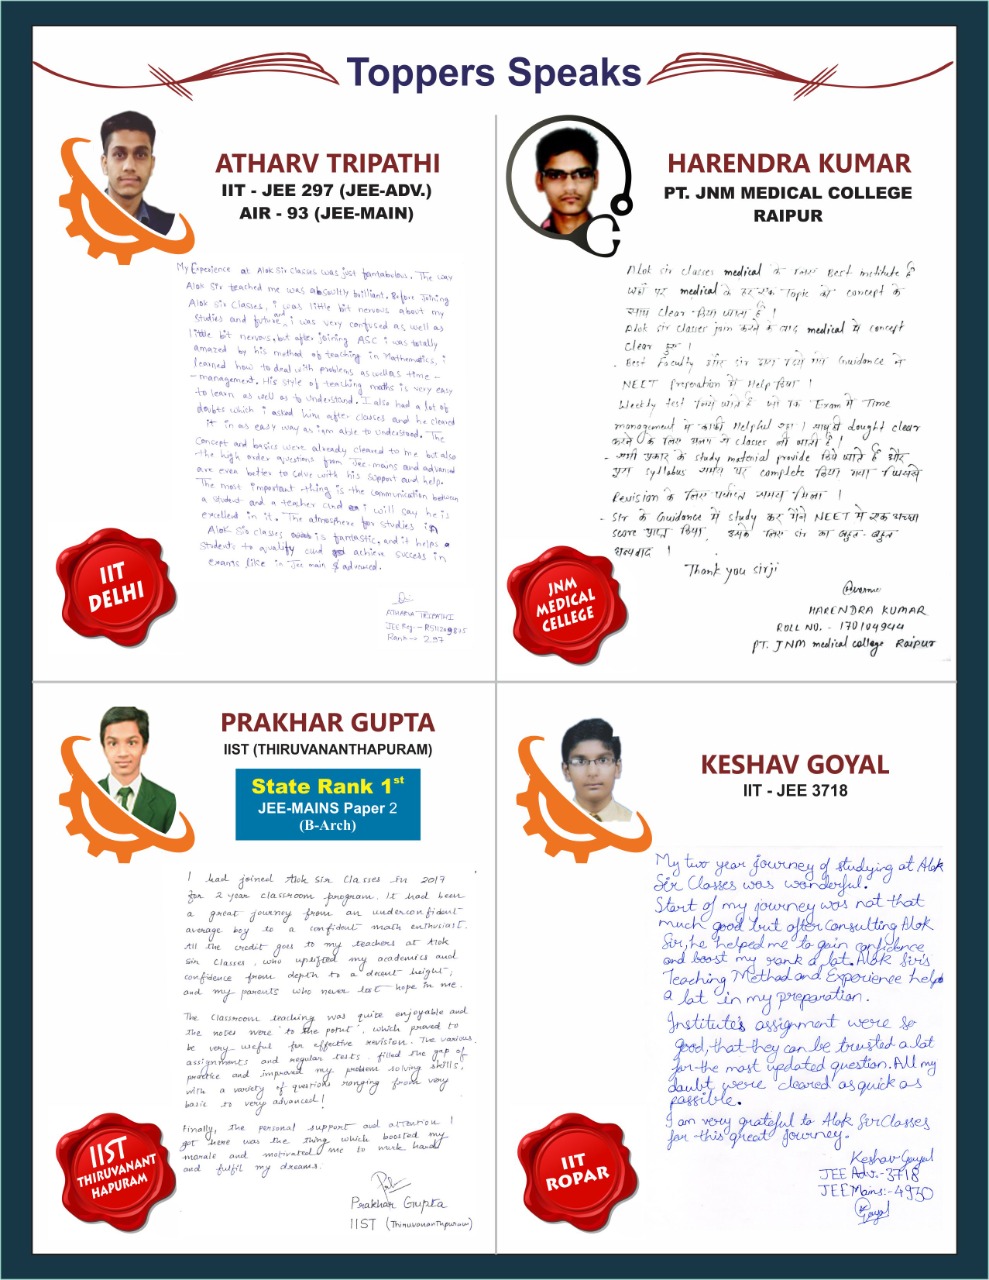 Toppers Speaks
ATHARV TRIPATHI
IIT - JEE 297 (JEE-ADV.)
AIR - 93 (JEE-MAIN)
My Experience at Alok Sir Classes was just fantabulous. The way
Alok Sir teached me was absoultly brilliant. Before Joining
Alok Sir Classes, i was little bit nervous about my
studies and future and i was very confused as well as
little bit nervous, but after joining ASC i was totally
amazed by his method of teaching in Mathematics, i
learned how to deal with problems as well as time -
- management. His style of teaching maths is very easy
to learn as well as to understand. I also had a lot of
doubts which i asked him after classes and he cleared
it in as easy way as i am able to understand. The
concept and basics were already cleared to me but also
the high order questions from Jee-mains and advanced
are even better to solve with his support and help.
The most important thing is the communication between
a student and a teacher and i will say he is
excelled in it. The atmosphere for studies in
Alok Sir classes is fantastic. and it helps a
students to qualify and achieve success in
exams like in Jee main & advanced.
ATHARV TRIPATHI
JEE Reg
Rank - 297
IIT
DELHI
HARENDRA KUMAR
PT. JNM MEDICAL COLLEGE
RAIPUR
Alok sir classes medical के लिए Best institute है
यहाँ पर medical के हर एक Topic को concept के
साथ clear किया जाता है |
Alok sir classes join करने के बाद medical में concept
clear हुए |
- Best faculty और सर द्वारा दिये गये Guidance ने
NEET Preparation में Help किया |
Weekly test लिये जाते है जो कि Exam में Time
management में काफी Helpful रहा | साथ ही dought clear
करने के लिए अलग से classes ली जाती है |
- सभी प्रकार के study material provide किये जाते है और
पूरा syllabus समय पर complete किया गया जिससे
Revision के लिए पर्याप्त समय मिला |
- Sir के Guidance में study कर मैंने NEET में एक अच्छा
score प्राप्त किया, इसके लिए सर का बहुत-बहुत
धन्यवाद |
Thank you sirji
HARENDRA KUMAR
ROLL NO. - 170104944
PT. JNM medical college Raipur
JNM
MEDICAL
CELLEGE
PRAKHAR GUPTA
IIST (THIRUVANANTHAPURAM)
State Rank 1st
JEE-MAINS Paper 2
(B-Arch)
I had joined Alok Sir Classes in 2017
for 2 year classroom program. It had been
a great journey from an underconfident
average boy to a confident math enthusiast.
All the credit goes to my teachers at Alok
Sir Classes, who uplifted my academics and
confidence from depth to a decent height;
and my parents who never lost hope in me.
The Classroom teaching was quite enjoyable and
the notes were 'to the point', which proved to
be very useful for effective revision. The various
assignments and regular tests, filled the gap of
practice and improved my problem solving skills,
with a variety of questions ranging from very
basic to very advanced!
Finally, the personal support and attention I
got here was the thing which boosted my
morale and motivated me to work hard
and fulfil my dreams.
Prakhar Gupta
IIST (Thiruvananthapuram)
IIST
THIRUVANANT
HAPURAM
KESHAV GOYAL
IIT - JEE 3718
My two year journey of studying at Alok
Sir Classes was wonderful.
Start of my journey was not that
much good but after consulting Alok
Sir, he helped me to gain confidence
and boost my rank a lot. Alok Sir's
Teaching Method and Experience helps
a lot in my preparation.
Institute's assignment were so
good, that they can be trusted a lot
for the most updated question. All my
doubt were cleared as quick as
possible.
I am very grateful to Alok Sir Classes
for this great journey.
Keshav Goyal
JEE Adv:-3718
JEE Mains:-4930
Goyal
IIT
ROPAR